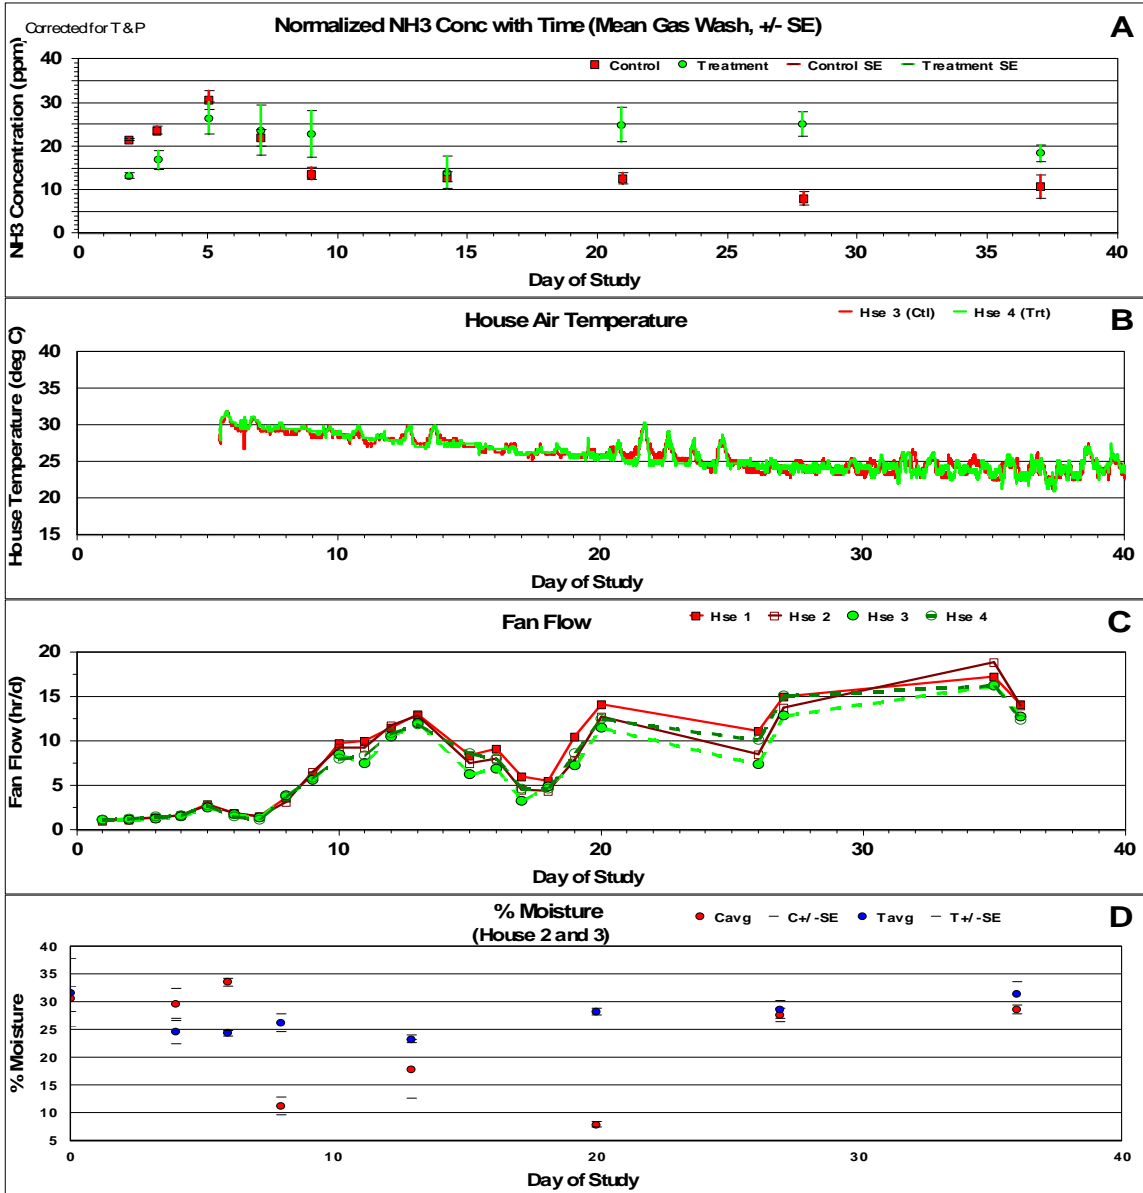 Corrected for T & P
Normalized NH3 Conc with Time (Mean Gas Wash, +/- SE)
A
Control Treatment Control SE Treatment SE
NH3 Concentration (ppm)
40
30
20
10
0
0 5 10 15 20 25 30 35 40
Day of Study
House Air Temperature
Hse 3 (Ctl) Hse 4 (Trt)
B
House Temperature (deg C)
40
35
30
25
20
15
0 10 20 30 40
Day of Study
Fan Flow
Hse 1 Hse 2 Hse 3 Hse 4
C
Fan Flow (hr/d)
20
15
10
5
0
0 10 20 30 40
Day of Study
% Moisture
(House 2 and 3)
Cavg C+/-SE Tavg T+/-SE
D
% Moisture
40
35
30
25
20
15
10
5
0 10 20 30 40
Day of Study